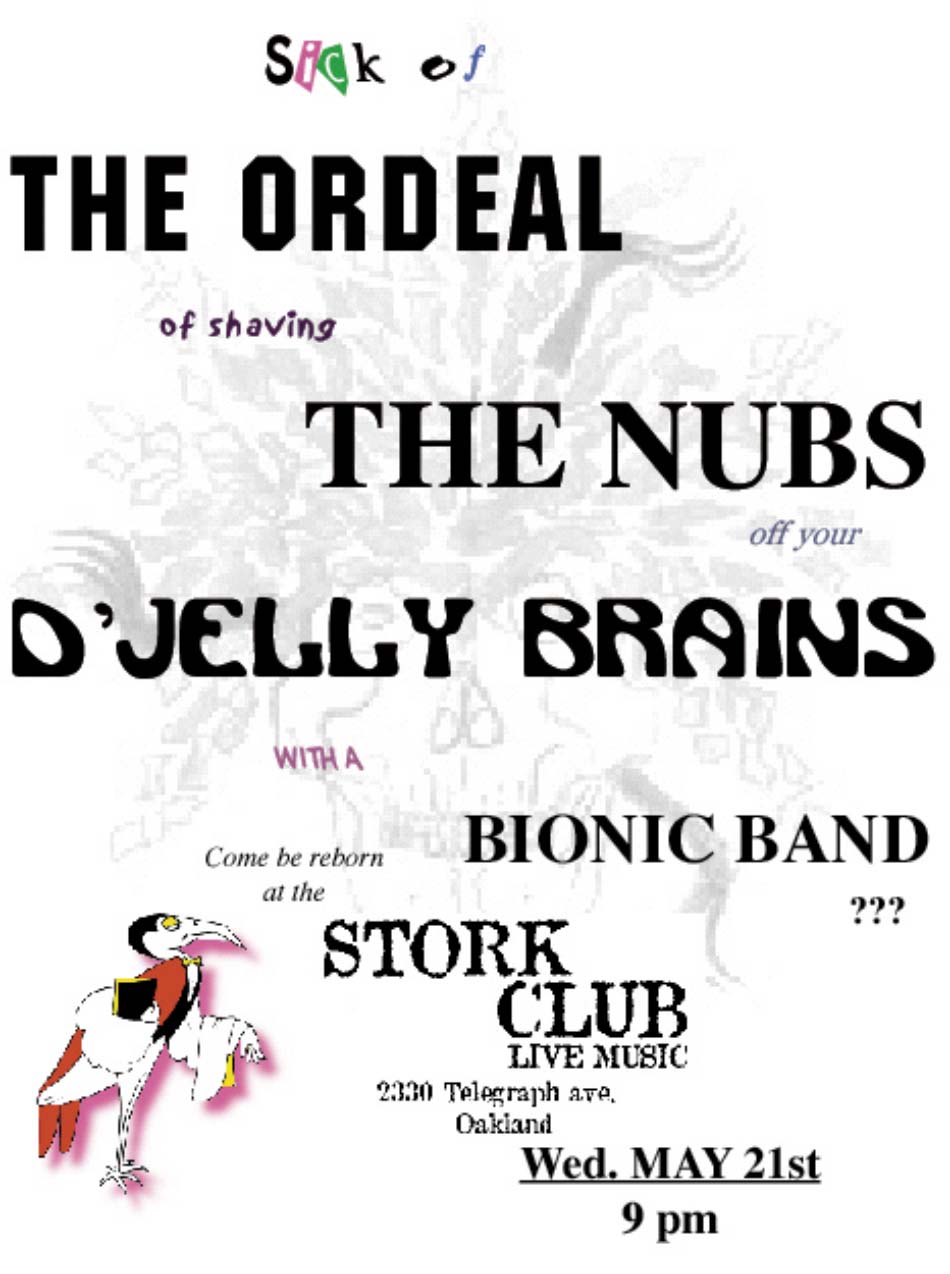 Sick of
THE ORDEAL
of shaving
THE NUBS
off your
D'JELLY BRAINS
WITH A
BIONIC BAND
???
Come be reborn
at the
STORK
CLUB
LIVE MUSIC
2330 Telegraph ave.
Oakland
Wed. MAY 21st
9 pm